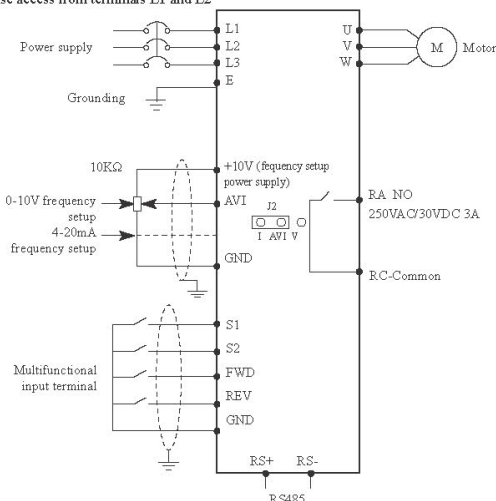 se access from terminals L1 and L2
L1
U
Power supply
L2
V
M
Motor
L3
W
E
Grounding
10KΩ
+10V (fequency setup
power supply)
0-10V frequency
setup
AVI
J2
RA NO
250VAC/30VDC 3A
4-20mA
frequency setup
I AVI V
GND
RC-Common
S1
S2
Multifunctional
input terminal
FWD
REV
GND
RS+ RS-
RS485